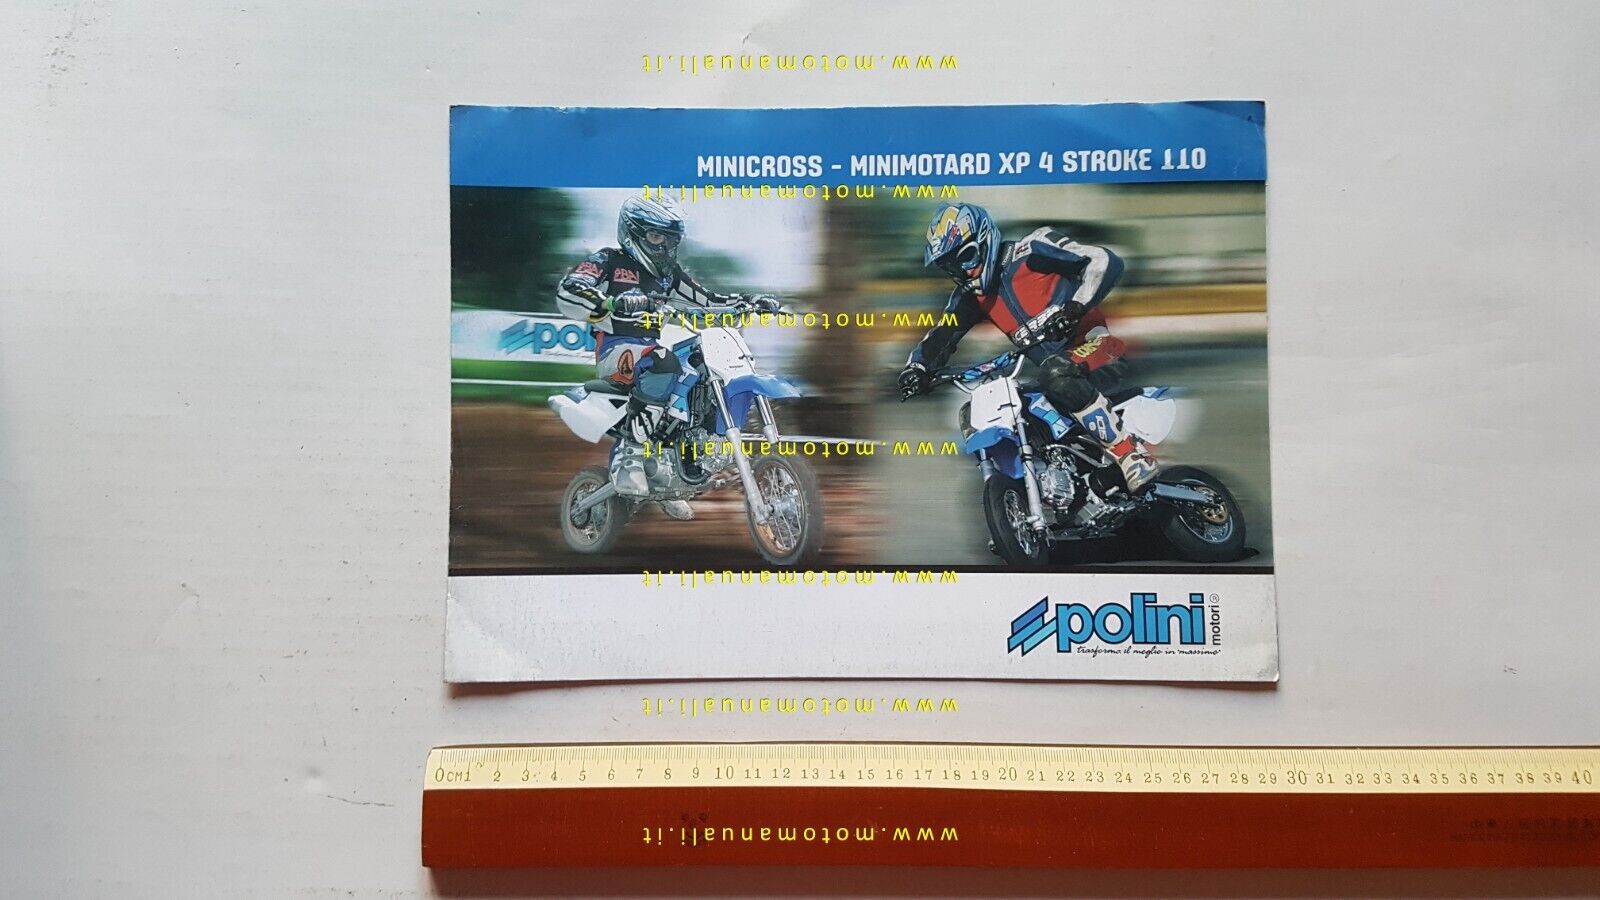 www.motomanuali.it
MINICROSS - MINIMOTARD XP 4 STROKE 110
www.motomanuali.it
www.motomanuali.it
www.motomanuali.it
www.motomanuali.it
polini motori®
trasforma il meglio in "massimo"
www.motomanuali.it
0CM1 2 3 4 5 6 7 8 9 10 11 12 13 14 15 16 17 18 19 20 21 22 23 24 25 26 27 28 29 30 31 32 33 34 35 36 37 38 39 40
www.motomanuali.it